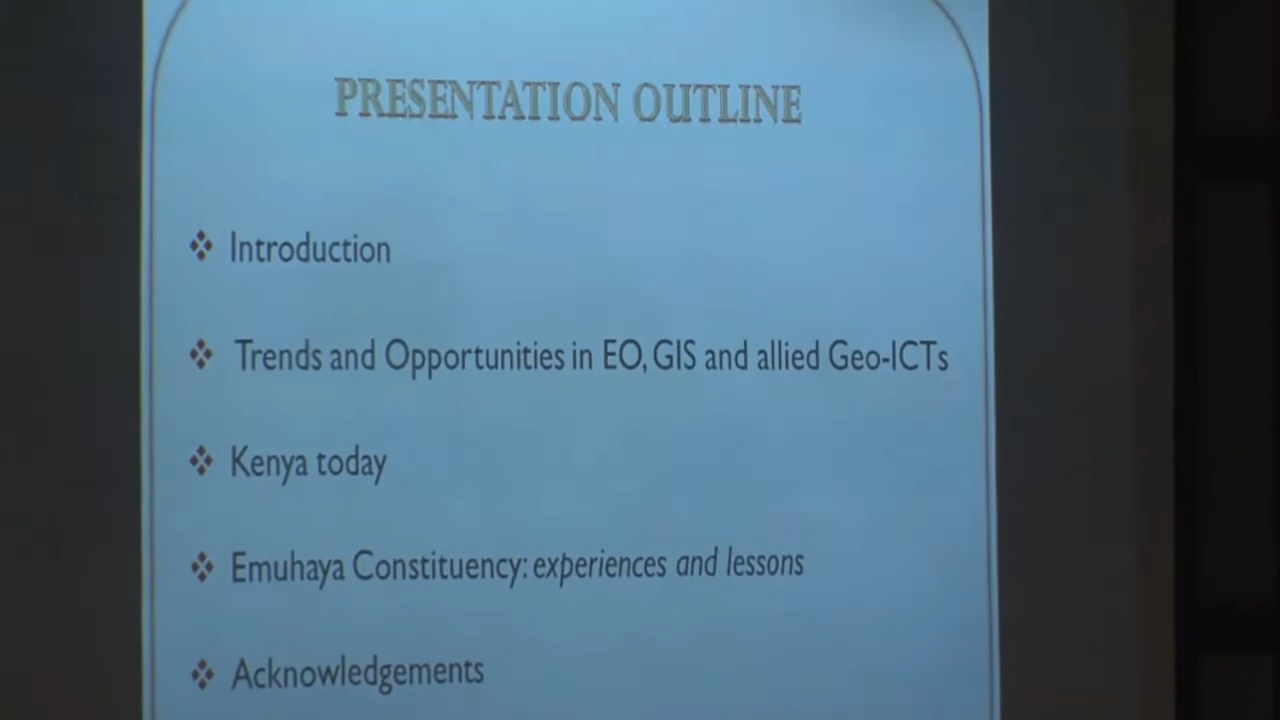 PRESENTATION OUTLINE
❖ Introduction
❖ Trends and Opportunities in EO, GIS and allied Geo-ICTs
❖ Kenya today
❖ Emuhaya Constituency: experiences and lessons
❖ Acknowledgements